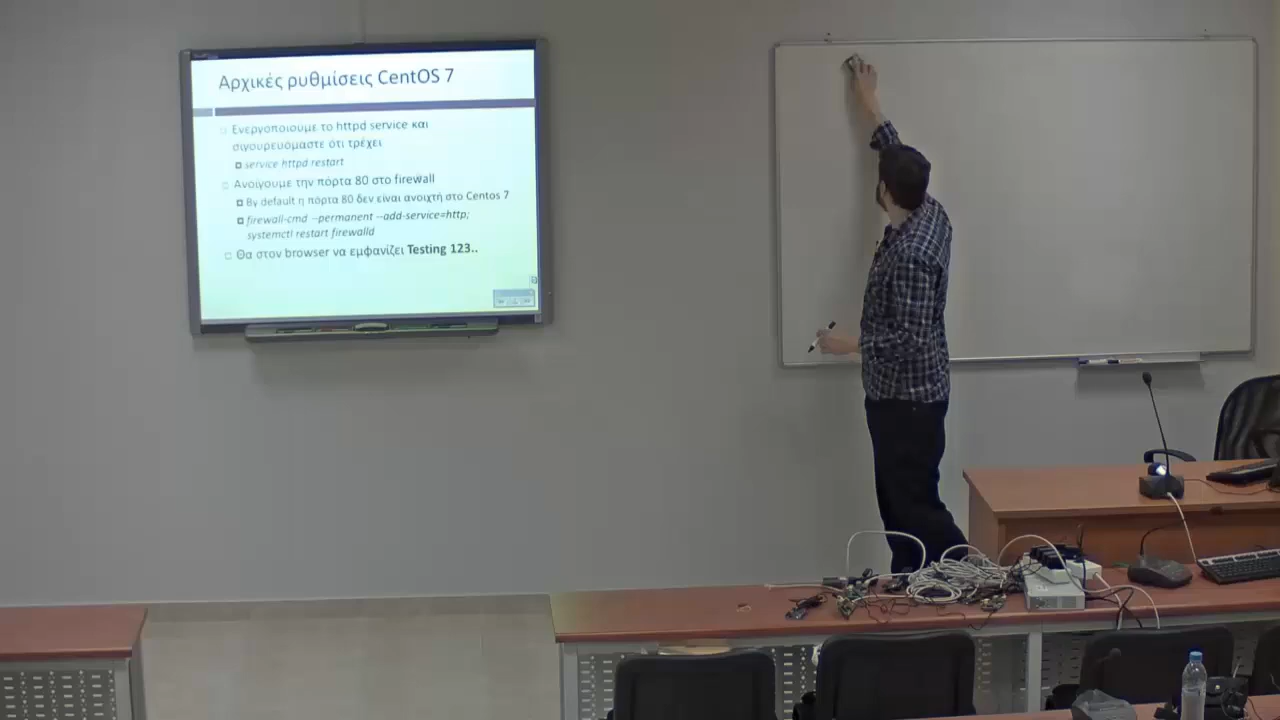 Αρχικές ρυθμίσεις CentOS 7
Ενεργοποιουμε το httpd service και
σιγουρευόμαστε ότι τρέχει
service httpd restart
Ανοίγουμε την πόρτα 80 στο firewall
By default η πόρτα 80 δεν είναι ανοιχτή στο Centos 7
firewall-cmd --permanent --add-service=http;
systemctl restart firewalld
Θα στον browser να εμφανίζει Testing 123..